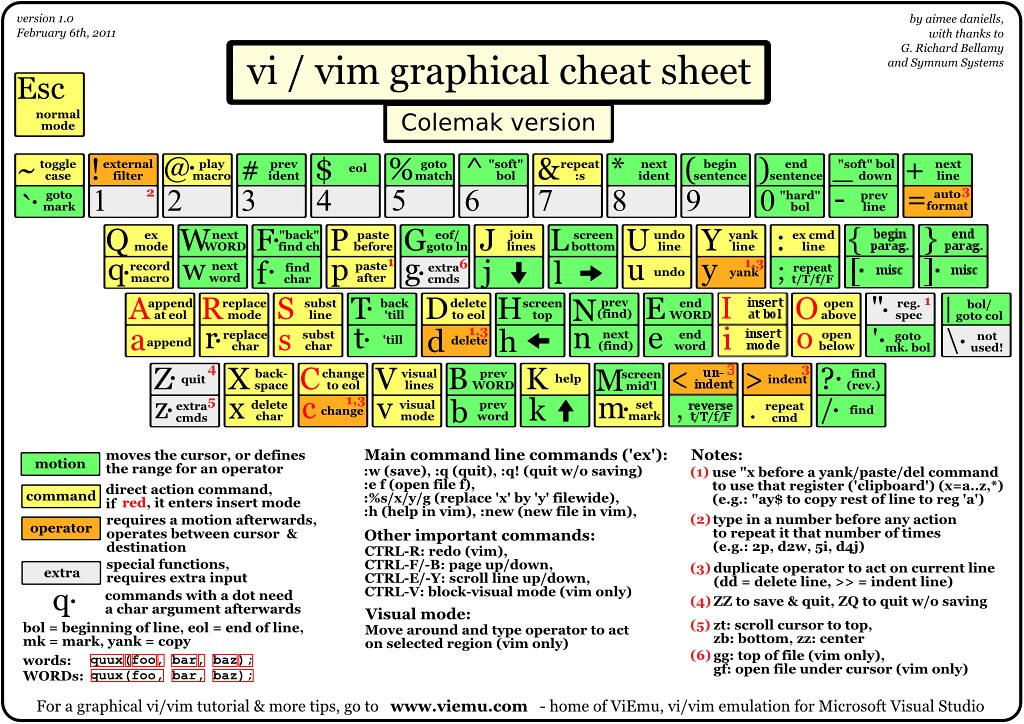 version 1.0
February 6th, 2011
by aimee daniells,
with thanks to
G. Richard Bellamy
and Symnum Systems
vi / vim graphical cheat sheet
Colemak version
Esc
normal
mode
~ toggle case
! external filter
@· play macro
# prev ident
$ eol
% goto match
^ "soft" bol
& repeat :s
* next ident
( begin sentence
) end sentence
_ "soft" bol down
+ next line
`· goto mark
1 2
2
3
4
5
6
7
8
9
0 "hard" bol
- prev line
= auto format 3
Q ex mode
W next WORD
F· "back" find ch
P paste before
G eof/ goto ln
J join lines
L screen bottom
U undo line
Y yank line
: ex cmd line
{ begin parag.
} end parag.
q· record macro
w next word
f· find char
p paste 1 after
g· extra 6 cmds
j
l
u undo
y yank 1,3
; repeat t/T/f/F
[· misc
]· misc
A append at eol
R replace mode
S subst line
T· back 'till
D delete to eol
H screen top
N prev (find)
E end WORD
I insert at bol
O open above
"· reg. 1 spec
| bol/ goto col
a append
r· replace char
s subst char
t· 'till
d delete 1,3
h
n next (find)
e end word
i insert mode
o open below
'· goto mk. bol
\· not used!
Z· quit 4
X back-space
C change to eol
V visual lines
B prev WORD
K help
M screen mid'l
< un-indent 3
> indent 3
?· find (rev.)
z· extra 5 cmds
x delete char
c change 1,3
v visual mode
b prev word
k
m· set mark
, reverse t/T/f/F
. repeat cmd
/· find
motion moves the cursor, or defines
the range for an operator
command direct action command,
if red, it enters insert mode
operator requires a motion afterwards,
operates between cursor &
destination
extra special functions,
requires extra input
q· commands with a dot need
a char argument afterwards
bol = beginning of line, eol = end of line,
mk = mark, yank = copy
words: quux(foo, bar, baz);
WORDs: quux(foo, bar, baz);
Main command line commands ('ex'):
:w (save), :q (quit), :q! (quit w/o saving)
:e f (open file f),
:%s/x/y/g (replace 'x' by 'y' filewide),
:h (help in vim), :new (new file in vim),
Other important commands:
CTRL-R: redo (vim),
CTRL-F/-B: page up/down,
CTRL-E/-Y: scroll line up/down,
CTRL-V: block-visual mode (vim only)
Visual mode:
Move around and type operator to act
on selected region (vim only)
Notes:
(1) use "x before a yank/paste/del command
to use that register ('clipboard') (x=a..z,*)
(e.g.: "ay$ to copy rest of line to reg 'a')
(2) type in a number before any action
to repeat it that number of times
(e.g.: 2p, d2w, 5i, d4j)
(3) duplicate operator to act on current line
(dd = delete line, >> = indent line)
(4) ZZ to save & quit, ZQ to quit w/o saving
(5) zt: scroll cursor to top,
zb: bottom, zz: center
(6) gg: top of file (vim only),
gf: open file under cursor (vim only)
For a graphical vi/vim tutorial & more tips, go to www.viemu.com - home of ViEmu, vi/vim emulation for Microsoft Visual Studio